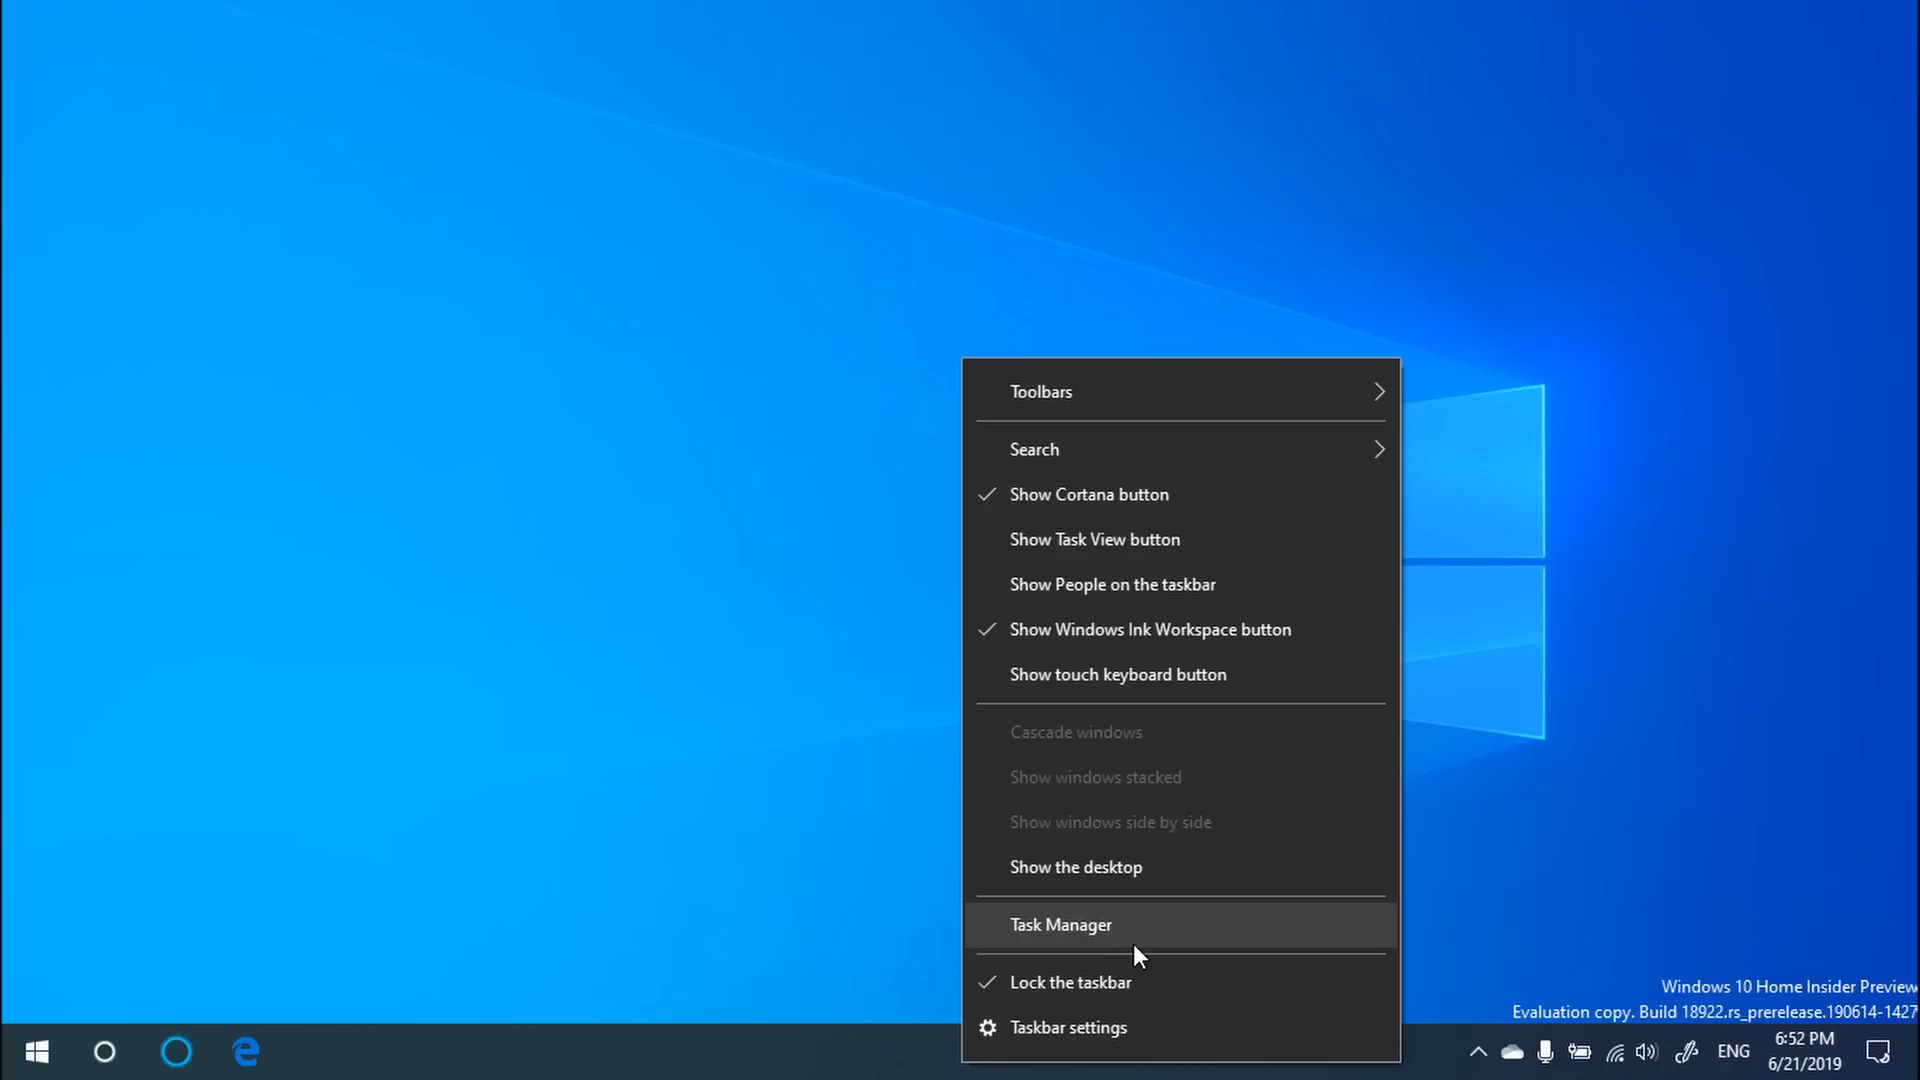 Toolbars
Search
Show Cortana button
Show Task View button
Show People on the taskbar
Show Windows Ink Workspace button
Show touch keyboard button
Cascade windows
Show windows stacked
Show windows side by side
Show the desktop
Task Manager
Lock the taskbar
Taskbar settings
Windows 10 Home Insider Preview
Evaluation copy. Build 18922.rs_prerelease.190614-1427
ENG
6:52 PM
6/21/2019